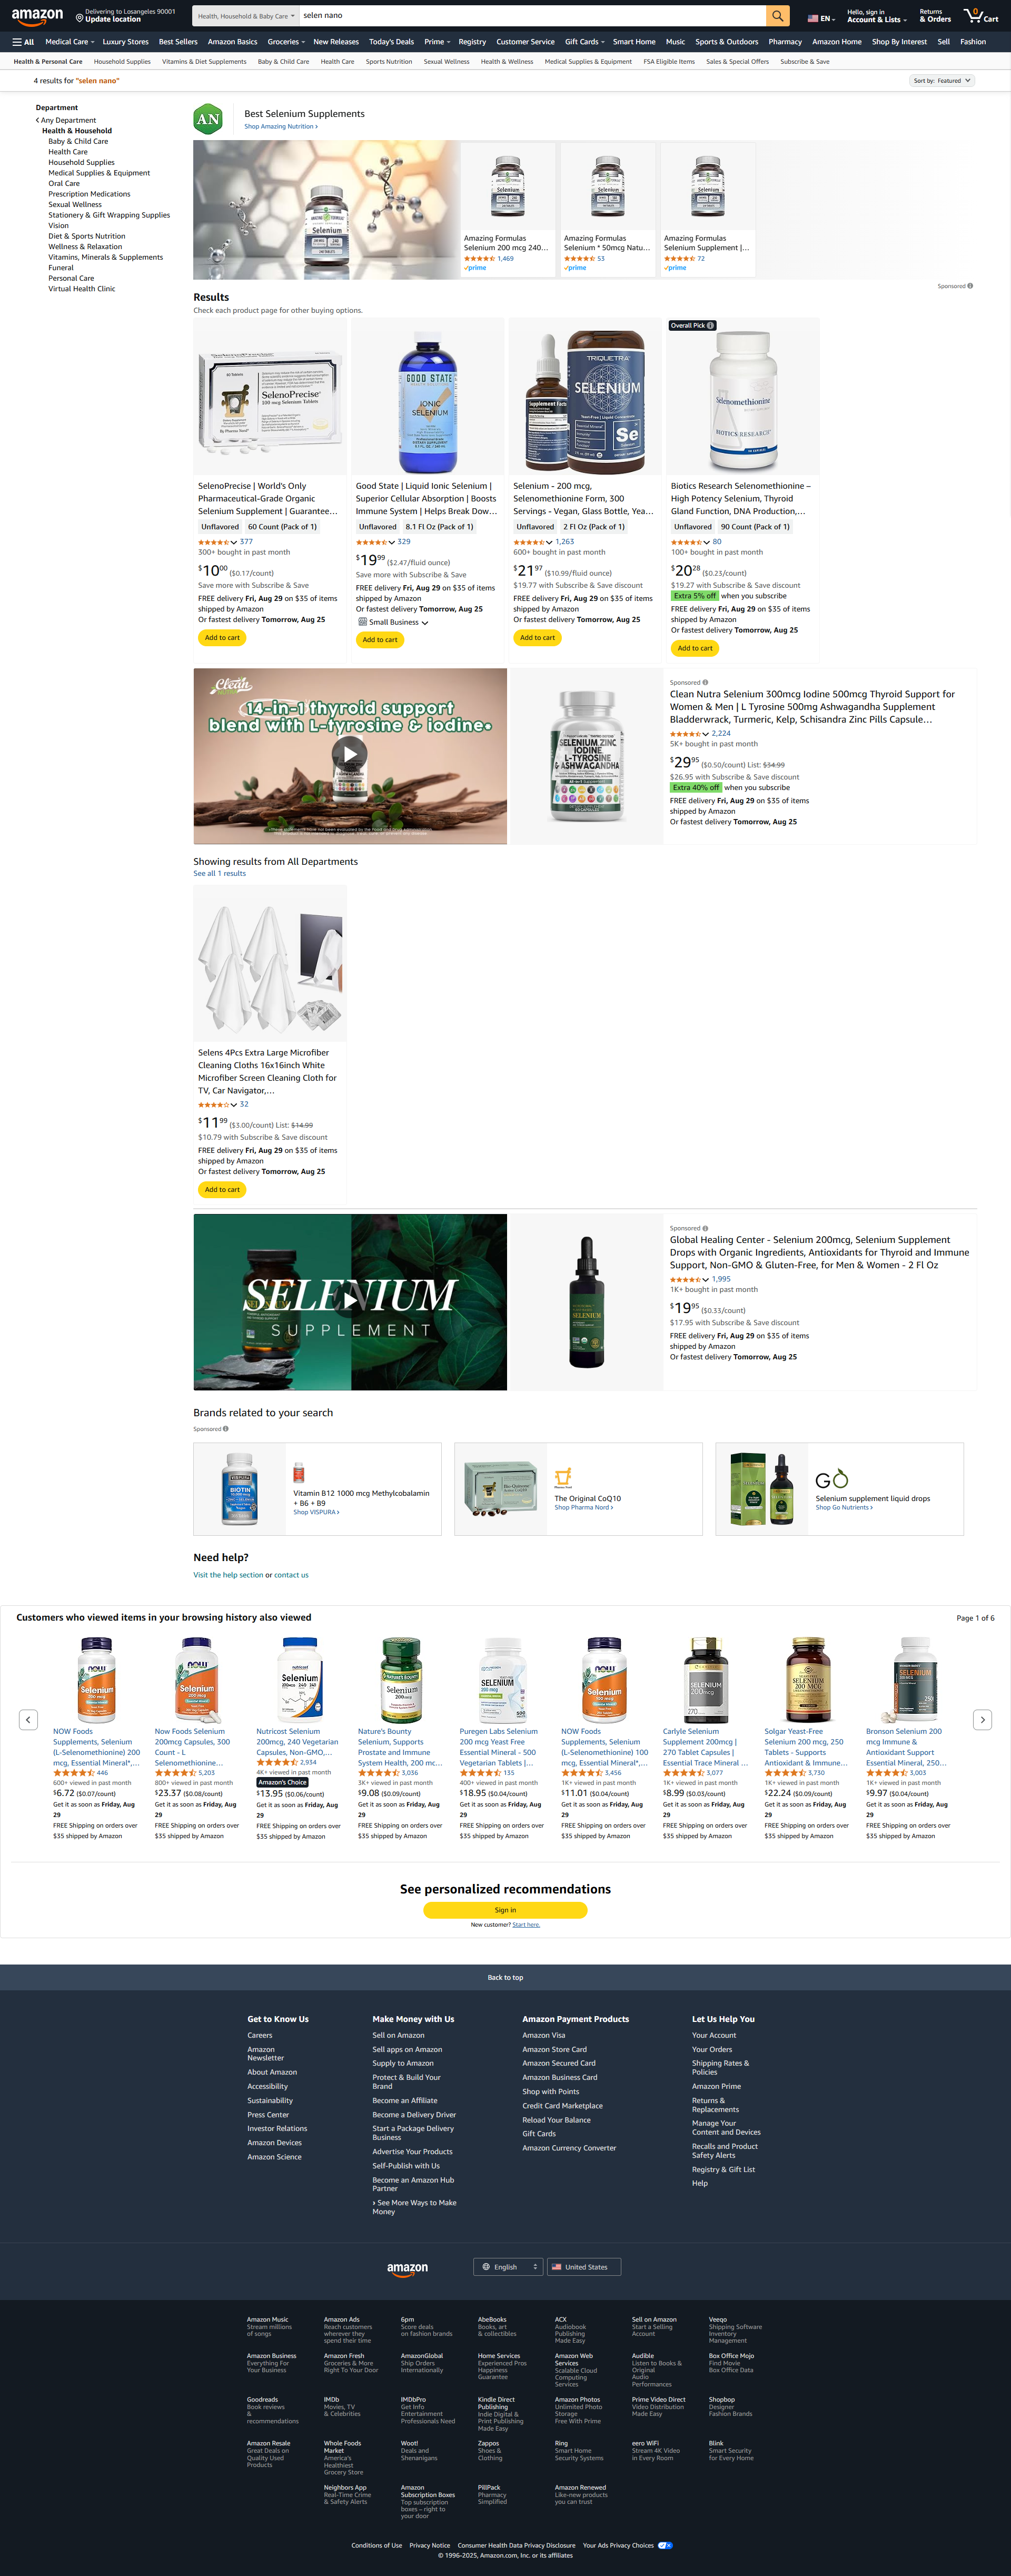 amazon
Delivering to Losangeles 90001
Update location
Health, Household & Baby Care
selen nano
EN
Hello, sign in
Account & Lists
Returns
& Orders
0
Cart
All
Medical Care
Luxury Stores
Best Sellers
Amazon Basics
Groceries
New Releases
Today's Deals
Prime
Registry
Customer Service
Gift Cards
Smart Home
Music
Sports & Outdoors
Pharmacy
Amazon Home
Shop By Interest
Sell
Fashion
Health & Personal Care
Household Supplies
Vitamins & Diet Supplements
Baby & Child Care
Health Care
Sports Nutrition
Sexual Wellness
Health & Wellness
Medical Supplies & Equipment
FSA Eligible Items
Sales & Special Offers
Subscribe & Save
4 results for "selen nano"
Sort by: Featured
Department
Any Department
Health & Household
Baby & Child Care
Health Care
Household Supplies
Medical Supplies & Equipment
Oral Care
Prescription Medications
Sexual Wellness
Stationery & Gift Wrapping Supplies
Vision
Diet & Sports Nutrition
Wellness & Relaxation
Vitamins, Minerals & Supplements
Funeral
Personal Care
Virtual Health Clinic
AN
Best Selenium Supplements
Shop Amazing Nutrition ›
Selenium
Selenium
Selenium
Selenium
Amazing Formulas
Selenium 200 mcg 240...
1,469
prime
Amazing Formulas
Selenium * 50mcg Natu...
53
prime
Amazing Formulas
Selenium Supplement |...
72
prime
Sponsored
Results
Check each product page for other buying options.
SelenoPrecise
100 mcg Selenium Tablets
SelenoPrecise | World's Only
Pharmaceutical-Grade Organic
Selenium Supplement | Guarantee...
Unflavored
60 Count (Pack of 1)
377
300+ bought in past month
$10.00 ($0.17/count)
Save more with Subscribe & Save
FREE delivery Fri, Aug 29 on $35 of items
shipped by Amazon
Or fastest delivery Tomorrow, Aug 25
Add to cart
GOOD STATE
IONIC
SELENIUM
Good State | Liquid Ionic Selenium |
Superior Cellular Absorption | Boosts
Immune System | Helps Break Dow...
Unflavored
8.1 Fl Oz (Pack of 1)
329
$19.99 ($2.47/fluid ounce)
Save more with Subscribe & Save
FREE delivery Fri, Aug 29 on $35 of items
shipped by Amazon
Or fastest delivery Tomorrow, Aug 25
Small Business
Add to cart
TRIQUETRA
SELENIUM
Supplement Facts
Se
Selenium - 200 mcg,
Selenomethionine Form, 300
Servings - Vegan, Glass Bottle, Yea...
Unflavored
2 Fl Oz (Pack of 1)
1,263
600+ bought in past month
$21.97 ($10.99/fluid ounce)
$19.77 with Subscribe & Save discount
FREE delivery Fri, Aug 29 on $35 of items
shipped by Amazon
Or fastest delivery Tomorrow, Aug 25
Add to cart
Overall Pick
Selenomethionine
BIOTICS RESEARCH
Biotics Research Selenomethionine –
High Potency Selenium, Thyroid
Gland Function, DNA Production,...
Unflavored
90 Count (Pack of 1)
80
100+ bought in past month
$20.28 ($0.23/count)
$19.27 with Subscribe & Save discount
Extra 5% off when you subscribe
FREE delivery Fri, Aug 29 on $35 of items
shipped by Amazon
Or fastest delivery Tomorrow, Aug 25
Add to cart
Clean
14-in-1 thyroid support
blend with L-tyrosine & iodine•
SELENIUM ZINC
IODINE
L-TYROSINE
& ASHWAGANDHA
Sponsored
Clean Nutra Selenium 300mcg Iodine 500mcg Thyroid Support for
Women & Men | L Tyrosine 500mg Ashwagandha Supplement
Bladderwrack, Turmeric, Kelp, Schisandra Zinc Pills Capsule...
2,224
5K+ bought in past month
$29.95 ($0.50/count) List: $34.99
$26.95 with Subscribe & Save discount
Extra 40% off when you subscribe
FREE delivery Fri, Aug 29 on $35 of items
shipped by Amazon
Or fastest delivery Tomorrow, Aug 25
Showing results from All Departments
See all 1 results
Selens 4Pcs Extra Large Microfiber
Cleaning Cloths 16x16inch White
Microfiber Screen Cleaning Cloth for
TV, Car Navigator,...
32
$11.99 ($3.00/count) List: $14.99
$10.79 with Subscribe & Save discount
FREE delivery Fri, Aug 29 on $35 of items
shipped by Amazon
Or fastest delivery Tomorrow, Aug 25
Add to cart
SELENIUM
SUPPLEMENT
SELENIUM
Sponsored
Global Healing Center - Selenium 200mcg, Selenium Supplement
Drops with Organic Ingredients, Antioxidants for Thyroid and Immune
Support, Non-GMO & Gluten-Free, for Men & Women - 2 Fl Oz
1,995
1K+ bought in past month
$19.95 ($0.33/count)
$17.95 with Subscribe & Save discount
FREE delivery Fri, Aug 29 on $35 of items
shipped by Amazon
Or fastest delivery Tomorrow, Aug 25
Brands related to your search
Sponsored
BIOTIN
Vitamin B12 1000 mcg Methylcobalamin
+ B6 + B9
Shop VISPURA ›
The Original CoQ10
Shop Pharma Nord ›
GO
Selenium supplement liquid drops
Shop Go Nutrients ›
Need help?
Visit the help section or contact us
Customers who viewed items in your browsing history also viewed
Page 1 of 6
NOW Foods
Supplements, Selenium
(L-Selenomethionine) 200
mcg, Essential Mineral*,...
446
600+ viewed in past month
$6.72 ($0.07/count)
Get it as soon as Friday, Aug
29
FREE Shipping on orders over
$35 shipped by Amazon
Now Foods Selenium
200mcg Capsules, 300
Count - L
Selenomethionine...
5,203
800+ viewed in past month
$23.37 ($0.08/count)
Get it as soon as Friday, Aug
29
FREE Shipping on orders over
$35 shipped by Amazon
Nutricost Selenium
200mcg, 240 Vegetarian
Capsules, Non-GMO,...
2,934
4K+ viewed in past month
Amazon's Choice
$13.95 ($0.06/count)
Get it as soon as Friday, Aug
29
FREE Shipping on orders over
$35 shipped by Amazon
Nature's Bounty
Selenium, Supports
Prostate and Immune
System Health, 200 mc...
3,036
3K+ viewed in past month
$9.08 ($0.09/count)
Get it as soon as Friday, Aug
29
FREE Shipping on orders over
$35 shipped by Amazon
Puregen Labs Selenium
200 mcg Yeast Free
Essential Mineral - 500
Vegetarian Tablets |...
135
400+ viewed in past month
$18.95 ($0.04/count)
Get it as soon as Friday, Aug
29
FREE Shipping on orders over
$35 shipped by Amazon
NOW Foods
Supplements, Selenium
(L-Selenomethionine) 100
mcg, Essential Mineral*,...
3,456
1K+ viewed in past month
$11.01 ($0.04/count)
Get it as soon as Friday, Aug
29
FREE Shipping on orders over
$35 shipped by Amazon
Carlyle Selenium
Supplement 200mcg |
270 Tablet Capsules |
Essential Trace Mineral ...
3,077
1K+ viewed in past month
$8.99 ($0.03/count)
Get it as soon as Friday, Aug
29
FREE Shipping on orders over
$35 shipped by Amazon
Solgar Yeast-Free
Selenium 200 mcg, 250
Tablets - Supports
Antioxidant & Immune...
3,730
1K+ viewed in past month
$22.24 ($0.09/count)
Get it as soon as Friday, Aug
29
FREE Shipping on orders over
$35 shipped by Amazon
Bronson Selenium 200
mcg Immune &
Antioxidant Support
Essential Mineral, 250...
3,003
1K+ viewed in past month
$9.97 ($0.04/count)
Get it as soon as Friday, Aug
29
FREE Shipping on orders over
$35 shipped by Amazon
See personalized recommendations
Sign in
New customer? Start here.
Back to top
Get to Know Us
Careers
Amazon
Newsletter
About Amazon
Accessibility
Sustainability
Press Center
Investor Relations
Amazon Devices
Amazon Science
Make Money with Us
Sell on Amazon
Sell apps on Amazon
Supply to Amazon
Protect & Build Your
Brand
Become an Affiliate
Become a Delivery Driver
Start a Package Delivery
Business
Advertise Your Products
Self-Publish with Us
Become an Amazon Hub
Partner
› See More Ways to Make
Money
Amazon Payment Products
Amazon Visa
Amazon Store Card
Amazon Secured Card
Amazon Business Card
Shop with Points
Credit Card Marketplace
Reload Your Balance
Gift Cards
Amazon Currency Converter
Let Us Help You
Your Account
Your Orders
Shipping Rates &
Policies
Amazon Prime
Returns &
Replacements
Manage Your
Content and Devices
Recalls and Product
Safety Alerts
Registry & Gift List
Help
amazon
English
United States
Amazon Music
Stream millions
of songs
Amazon Ads
Reach customers
wherever they
spend their time
6pm
Score deals
on fashion brands
AbeBooks
Books, art
& collectibles
ACX
Audiobook
Publishing
Made Easy
Sell on Amazon
Start a Selling
Account
Veeqo
Shipping Software
Inventory
Management
Amazon Business
Everything For
Your Business
Amazon Fresh
Groceries & More
Right To Your Door
AmazonGlobal
Ship Orders
Internationally
Home Services
Experienced Pros
Happiness
Guarantee
Amazon Web
Services
Scalable Cloud
Computing
Services
Audible
Listen to Books &
Original
Audio
Performances
Box Office Mojo
Find Movie
Box Office Data
Goodreads
Book reviews
&
recommendations
IMDb
Movies, TV
& Celebrities
IMDbPro
Get Info
Entertainment
Professionals Need
Kindle Direct
Publishing
Indie Digital &
Print Publishing
Made Easy
Amazon Photos
Unlimited Photo
Storage
Free With Prime
Prime Video Direct
Video Distribution
Made Easy
Shopbop
Designer
Fashion Brands
Amazon Resale
Great Deals on
Quality Used
Products
Whole Foods
Market
America's
Healthiest
Grocery Store
Woot!
Deals and
Shenanigans
Zappos
Shoes &
Clothing
Ring
Smart Home
Security Systems
eero WiFi
Stream 4K Video
in Every Room
Blink
Smart Security
for Every Home
Neighbors App
Real-Time Crime
& Safety Alerts
Amazon
Subscription Boxes
Top subscription
boxes – right to
your door
PillPack
Pharmacy
Simplified
Amazon Renewed
Like-new products
you can trust
Conditions of Use
Privacy Notice
Consumer Health Data Privacy Disclosure
Your Ads Privacy Choices
© 1996-2025, Amazon.com, Inc. or its affiliates